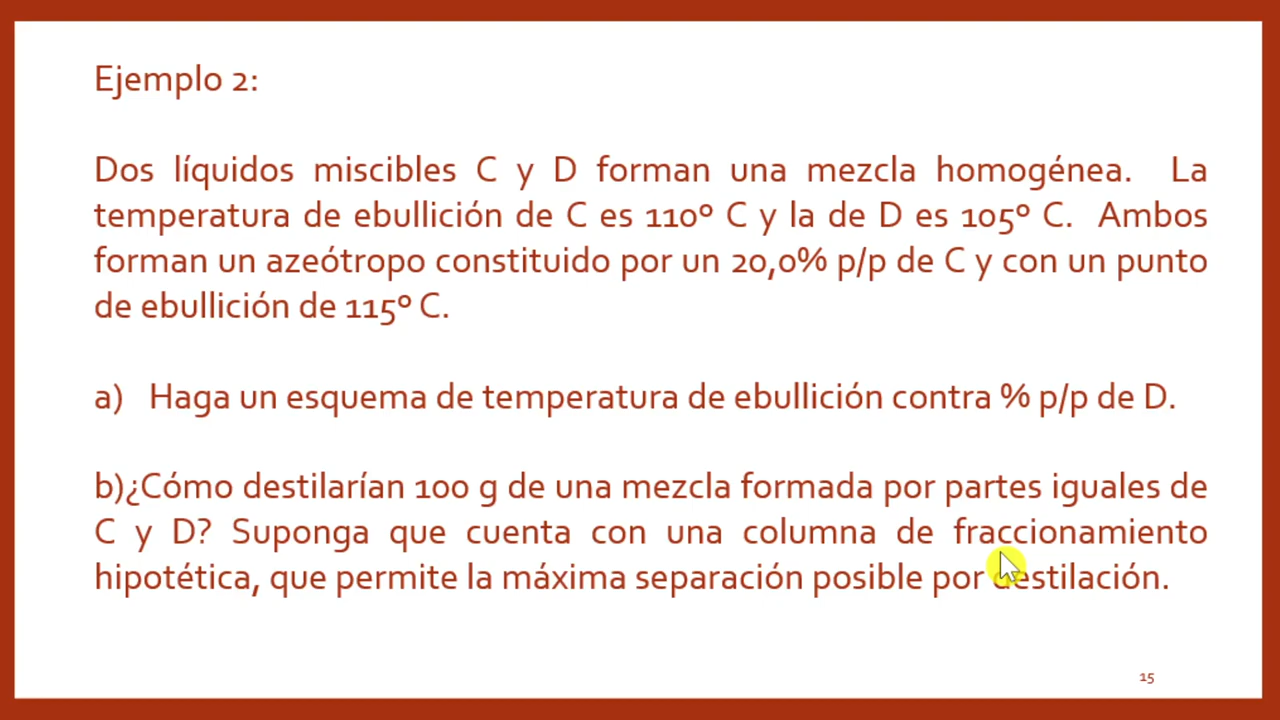 Ejemplo 2:
Dos líquidos miscibles C y D forman una mezcla homogénea. La
temperatura de ebullición de C es 110º C y la de D es 105º C. Ambos
forman un azeótropo constituido por un 20,0% p/p de C y con un punto
de ebullición de 115º C.
a) Haga un esquema de temperatura de ebullición contra % p/p de D.
b)¿Cómo destilarían 100 g de una mezcla formada por partes iguales de
C y D? Suponga que cuenta con una columna de fraccionamiento
hipotética, que permite la máxima separación posible por destilación.
15